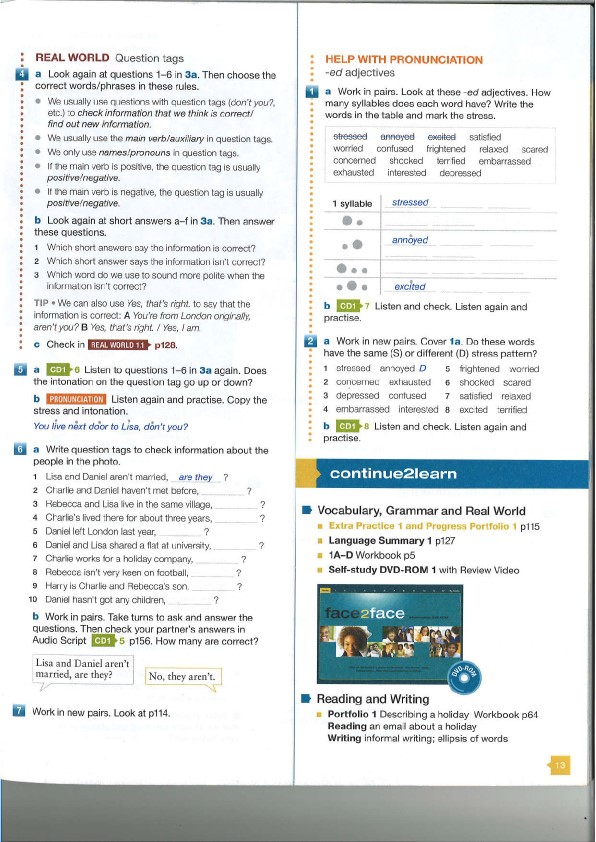 REAL WORLD Question tags
4 a Look again at questions 1–6 in 3a. Then choose the
correct words/phrases in these rules.
● We usually use questions with question tags (don't you?,
etc.) to check information that we think is correct/
find out new information.
● We usually use the main verb/auxiliary in question tags.
● We only use names/pronouns in question tags.
● If the main verb is positive, the question tag is usually
positive/negative.
● If the main verb is negative, the question tag is usually
positive/negative.
b Look again at short answers a–f in 3a. Then answer
these questions.
1 Which short answers say the information is correct?
2 Which short answer says the information isn't correct?
3 Which word do we use to sound more polite when the
information isn't correct?
TIP • We can also use Yes, that's right. to say that the
information is correct: A You're from London originally,
aren't you? B Yes, that's right. / Yes, I am.
c Check in REAL WORLD 1.1 p128.
5 a CD1 6 Listen to questions 1–6 in 3a again. Does
the intonation on the question tag go up or down?
b PRONUNCIATION Listen again and practise. Copy the
stress and intonation.
You live next door to Lisa, don't you?
6 a Write question tags to check information about the
people in the photo.
1 Lisa and Daniel aren't married, are they ?
2 Charlie and Daniel haven't met before, ?
3 Rebecca and Lisa live in the same village, ?
4 Charlie's lived there for about three years, ?
5 Daniel left London last year, ?
6 Daniel and Lisa shared a flat at university, ?
7 Charlie works for a holiday company, ?
8 Rebecca isn't very keen on football, ?
9 Harry is Charlie and Rebecca's son, ?
10 Daniel hasn't got any children, ?
b Work in pairs. Take turns to ask and answer the
questions. Then check your partner's answers in
Audio Script CD1 5 p156. How many are correct?
Lisa and Daniel aren't
married, are they?
No, they aren't.
7 Work in new pairs. Look at p114.
HELP WITH PRONUNCIATION
-ed adjectives
1 a Work in pairs. Look at these -ed adjectives. How
many syllables does each word have? Write the
words in the table and mark the stress.
stressed annoyed excited satisfied
worried confused frightened relaxed scared
concerned shocked terrified embarrassed
exhausted interested depressed
1 syllable stressed
annoyed
excited
b CD1 7 Listen and check. Listen again and
practise.
2 a Work in new pairs. Cover 1a. Do these words
have the same (S) or different (D) stress pattern?
1 stressed annoyed D 5 frightened worried
2 concerned exhausted 6 shocked scared
3 depressed confused 7 satisfied relaxed
4 embarrassed interested 8 excited terrified
b CD1 8 Listen and check. Listen again and
practise.
continue2learn
Vocabulary, Grammar and Real World
Extra Practice 1 and Progress Portfolio 1 p115
Language Summary 1 p127
1A–D Workbook p5
Self-study DVD-ROM 1 with Review Video
face2face
DVD-ROM
Reading and Writing
Portfolio 1 Describing a holiday Workbook p64
Reading an email about a holiday
Writing informal writing; ellipsis of words
13